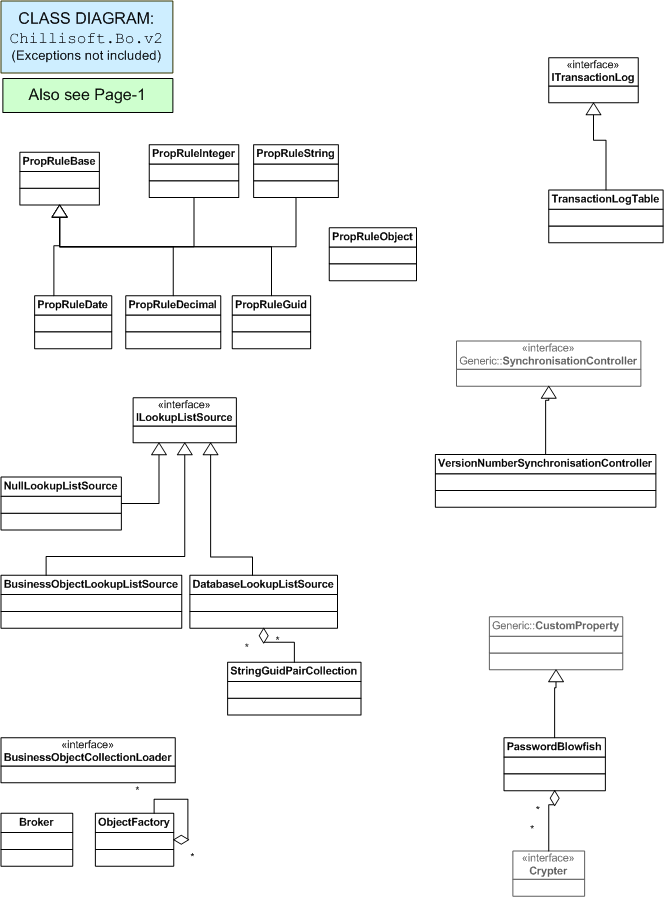 CLASS DIAGRAM:
Chillisoft.Bo.v2
(Exceptions not included)
Also see Page-1
«interface»
ITransactionLog
TransactionLogTable
PropRuleBase
PropRuleInteger
PropRuleString
PropRuleObject
PropRuleDate
PropRuleDecimal
PropRuleGuid
«interface»
Generic::SynchronisationController
VersionNumberSynchronisationController
«interface»
ILookupListSource
NullLookupListSource
BusinessObjectLookupListSource
DatabaseLookupListSource
*
*
StringGuidPairCollection
Generic::CustomProperty
PasswordBlowfish
*
*
«interface»
Crypter
«interface»
BusinessObjectCollectionLoader
*
Broker
ObjectFactory
*